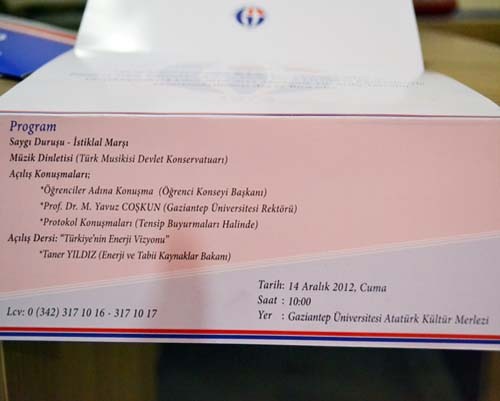 Program
Saygı Duruşu - İstiklal Marşı
Müzik Dinletisi (Türk Musikisi Devlet Konservatuarı)
Açılış Konuşmaları;
*Öğrenciler Adına Konuşma (Öğrenci Konseyi Başkanı)
*Prof. Dr. M. Yavuz COŞKUN (Gaziantep Üniversitesi Rektörü)
*Protokol Konuşmaları (Tensip Buyurmaları Halinde)
Açılış Dersi: "Türkiye'nin Enerji Vizyonu"
*Taner YILDIZ (Enerji ve Tabii Kaynaklar Bakanı)
Tarih: 14 Aralık 2012, Cuma
Saat : 10:00
Yer : Gaziantep Üniversitesi Atatürk Kültür Merlezi
Lcv: 0 (342) 317 10 16 - 317 10 17